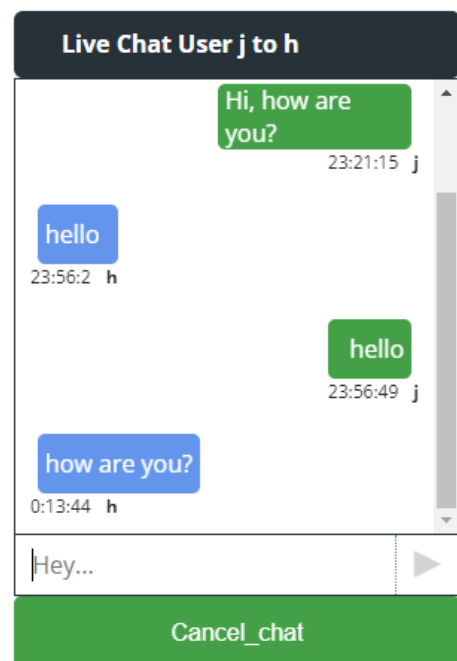 Live Chat User j to h
Hi, how are
you?
23:21:15 j
hello
23:56:2 h
hello
23:56:49 j
how are you?
0:13:44 h
Hey...
Cancel_chat